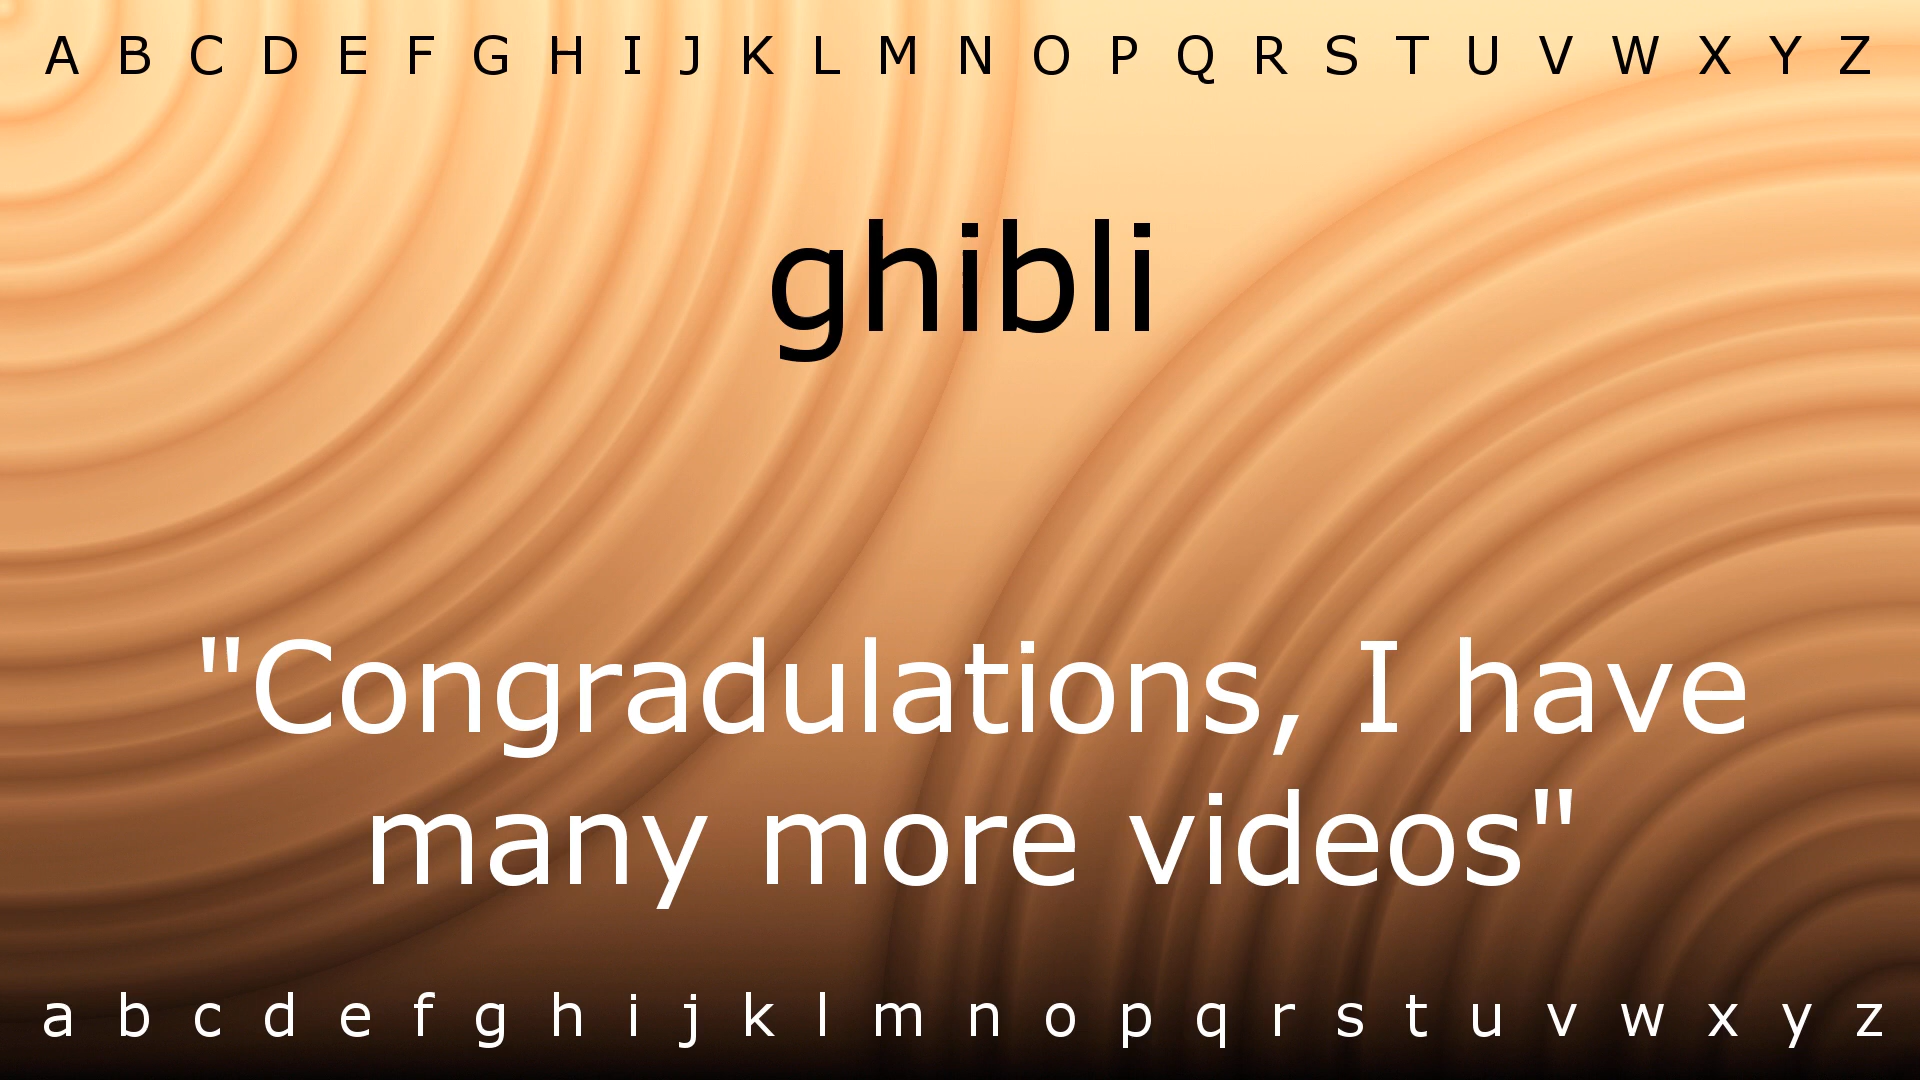 A B C D E F G H I J K L M N O P Q R S T U V W X Y Z
ghibli
"Congradulations, I have
many more videos"
a b c d e f g h i j k l m n o p q r s t u v w x y z